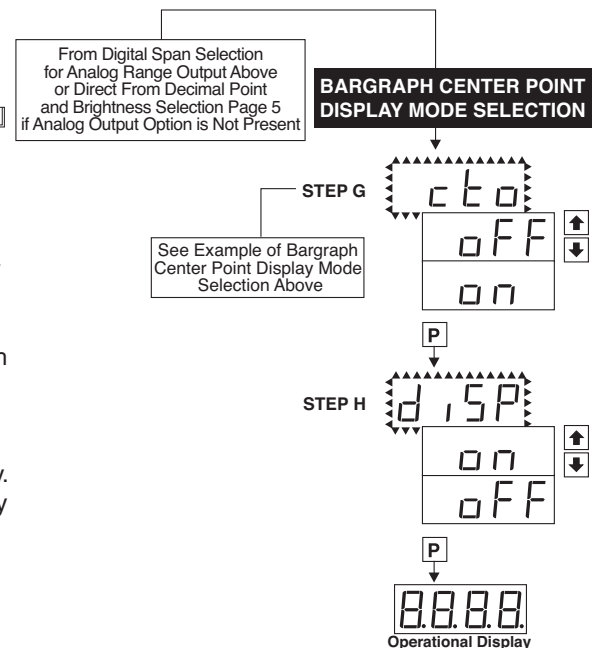 From Digital Span Selection
for Analog Range Output Above
or Direct From Decimal Point
and Brightness Selection Page 5
if Analog Output Option is Not Present
BARGRAPH CENTER POINT
DISPLAY MODE SELECTION
STEP G
cto
oFF
on
See Example of Bargraph
Center Point Display Mode
Selection Above
P
STEP H
diSP
on
oFF
P
8.8.8.8.
Operational Display